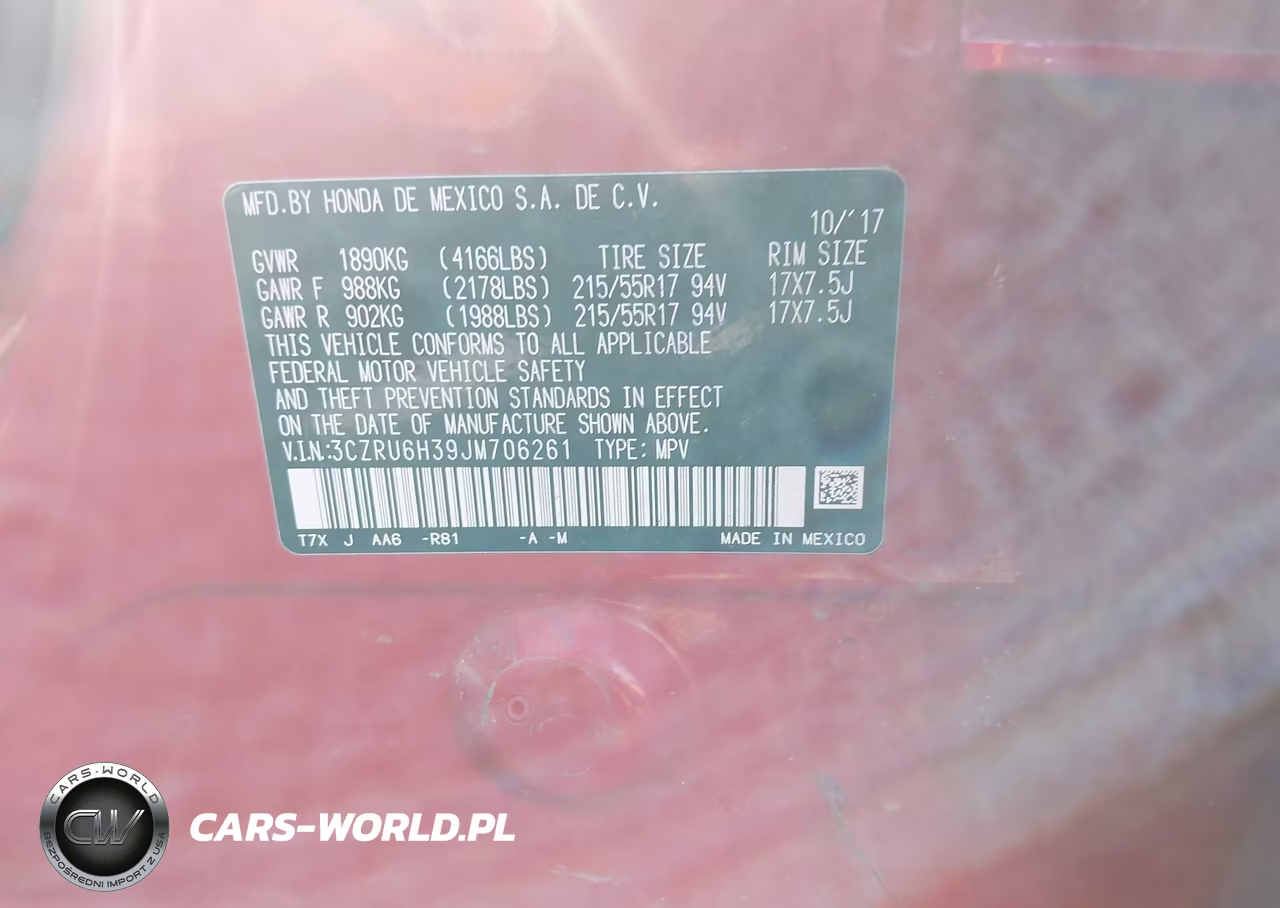 MFD.BY HONDA DE MEXICO S.A. DE C.V.
10/'17
GVWR 1890KG (4166LBS) TIRE SIZE RIM SIZE
GAWR F 988KG (2178LBS) 215/55R17 94V 17X7.5J
GAWR R 902KG (1988LBS) 215/55R17 94V 17X7.5J
THIS VEHICLE CONFORMS TO ALL APPLICABLE
FEDERAL MOTOR VEHICLE SAFETY
AND THEFT PREVENTION STANDARDS IN EFFECT
ON THE DATE OF MANUFACTURE SHOWN ABOVE.
V.I.N.:3CZRU6H39JM706261 TYPE: MPV
T7X J AA6 -R81 -A -M MADE IN MEXICO
CARS-WORLD
CW
BEZPOŚREDNI IMPORT Z USA
CARS-WORLD.PL